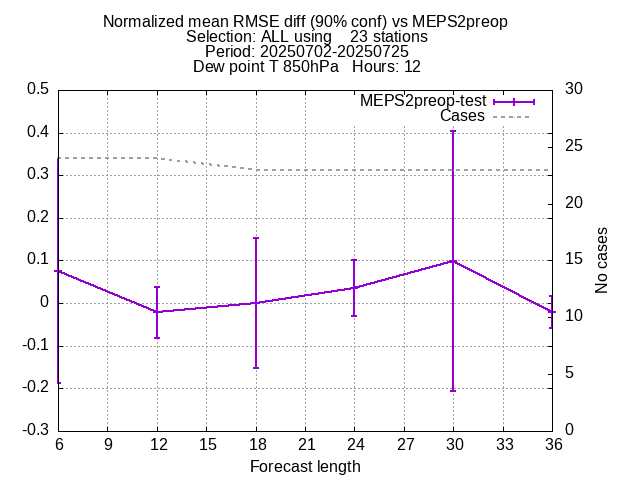 Normalized mean RMSE diff (90% conf) vs MEPS2preop
Selection: ALL using    23 stations
Period: 20250702-20250725
Dew point T 850hPa   Hours: 12
MEPS2preop-test
Cases
0.5
0.4
0.3
0.2
0.1
0
-0.1
-0.2
-0.3
30
25
20
15
10
5
0
No cases
6 9 12 15 18 21 24 27 30 33 36
Forecast length